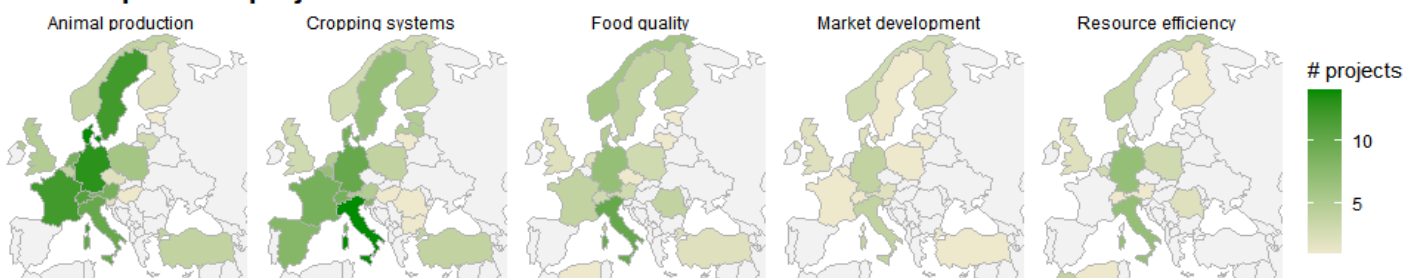 Animal production
Cropping systems
Food quality
Market development
Resource efficiency
# projects
10
5